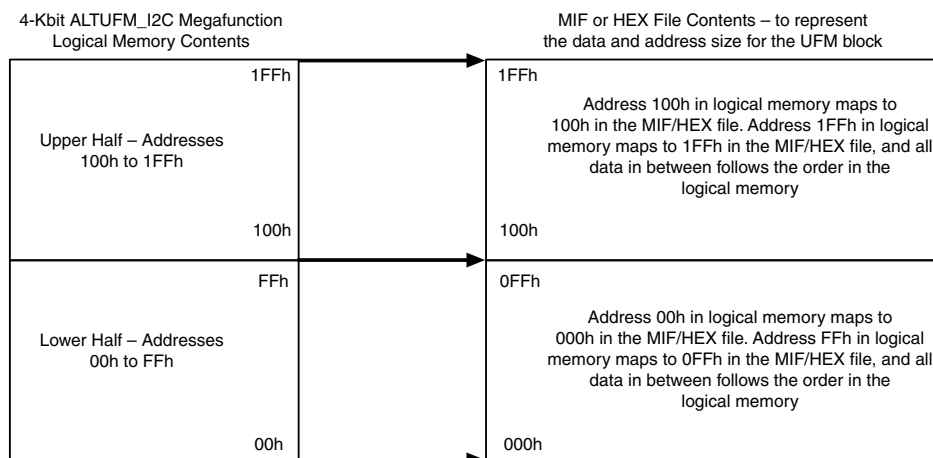 4-Kbit ALTUFM_I2C Megafunction
Logical Memory Contents
MIF or HEX File Contents – to represent
the data and address size for the UFM block
1FFh
Upper Half – Addresses
100h to 1FFh
100h
1FFh
Address 100h in logical memory maps to
100h in the MIF/HEX file. Address 1FFh in logical
memory maps to 1FFh in the MIF/HEX file, and all
data in between follows the order in the
logical memory
100h
FFh
Lower Half – Addresses
00h to FFh
00h
0FFh
Address 00h in logical memory maps to
000h in the MIF/HEX file. Address FFh in logical
memory maps to 0FFh in the MIF/HEX file, and all
data in between follows the order in the
logical memory
000h